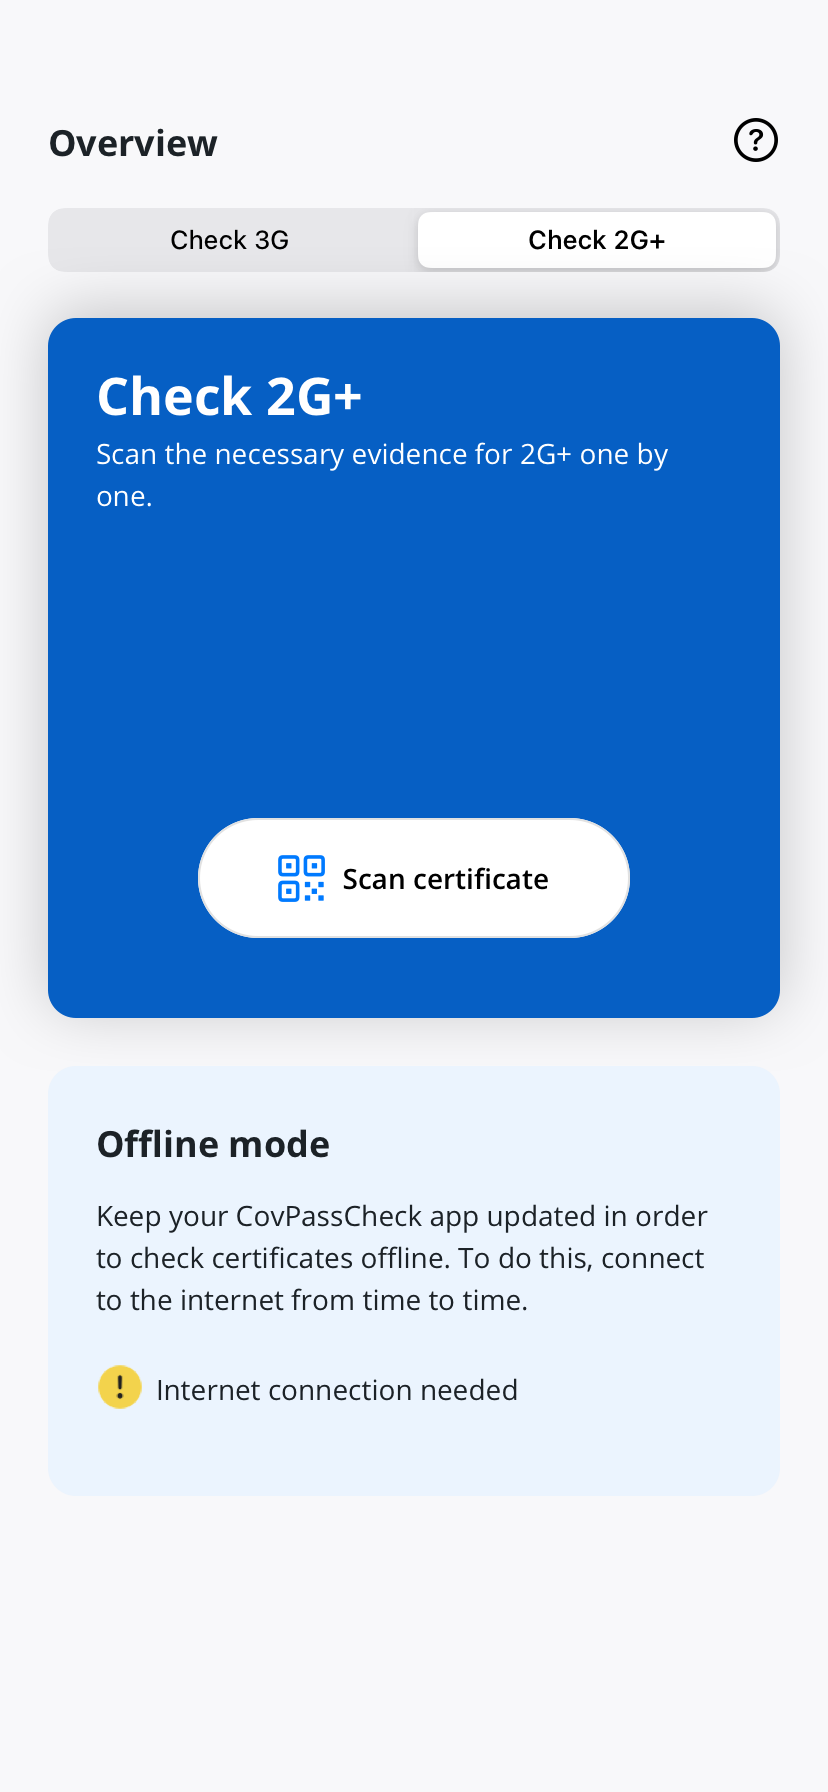 Overview
?
Check 3G
Check 2G+
Check 2G+
Scan the necessary evidence for 2G+ one by
one.
Scan certificate
Offline mode
Keep your CovPassCheck app updated in order
to check certificates offline. To do this, connect
to the internet from time to time.
! Internet connection needed